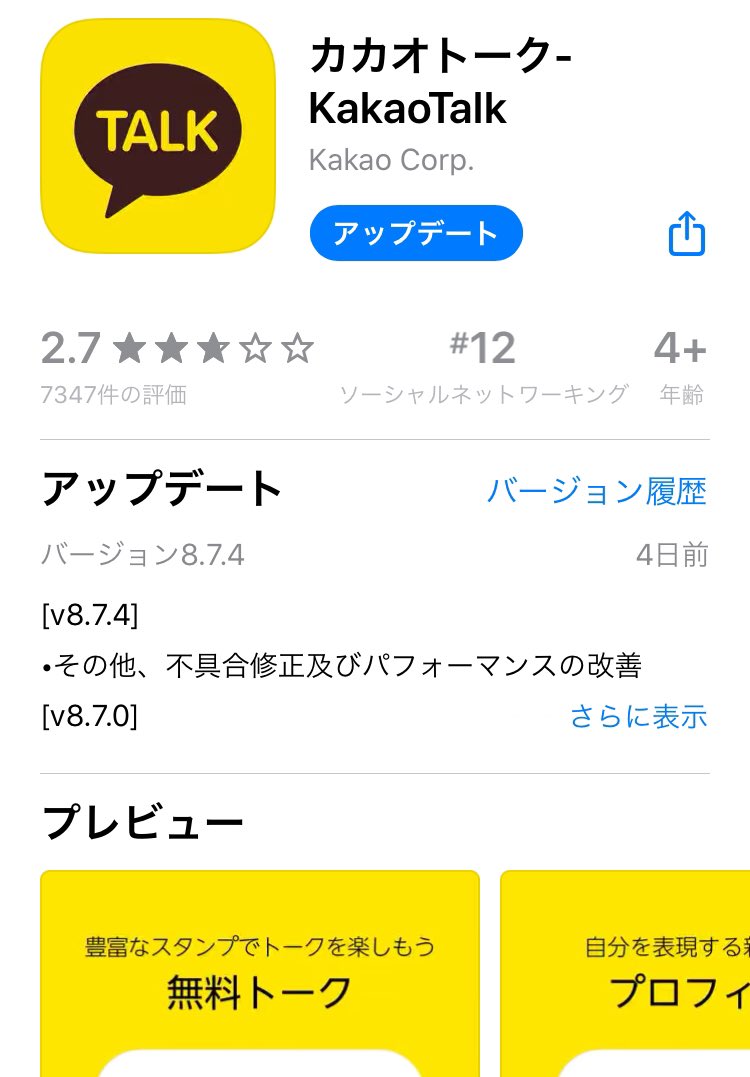 TALK
カカオトーク-
KakaoTalk
Kakao Corp.
アップデート
2.7
#12
4+
7347件の評価
ソーシャルネットワーキング
年齢
アップデート
バージョン履歴
バージョン8.7.4
4日前
[v8.7.4]
•その他、不具合修正及びパフォーマンスの改善
[v8.7.0]
さらに表示
プレビュー
豊富なスタンプでトークを楽しもう
無料トーク
自分を表現する
プロフィ